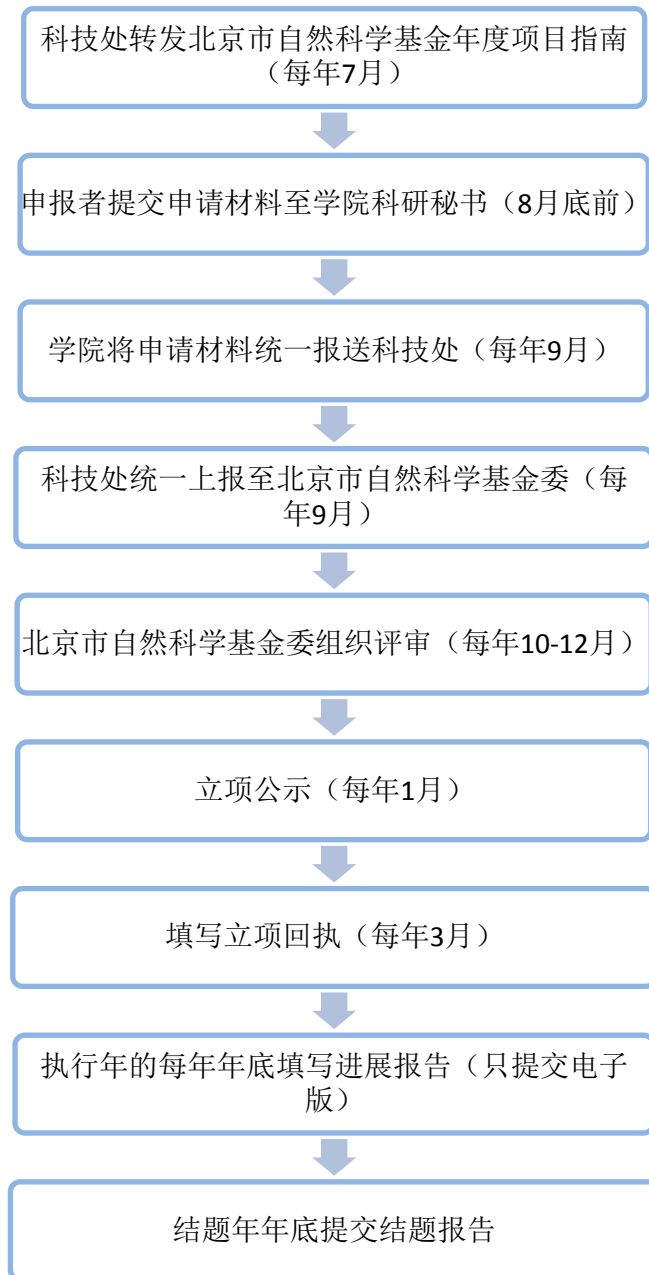 科技处转发北京市自然科学基金年度项目指南
（每年7月）
申报者提交申请材料至学院科研秘书（8月底前）
学院将申请材料统一报送科技处（每年9月）
科技处统一上报至北京市自然科学基金委（每
年9月）
北京市自然科学基金委组织评审（每年10-12月）
立项公示（每年1月）
填写立项回执（每年3月）
执行年的每年年底填写进展报告（只提交电子
版）
结题年年底提交结题报告